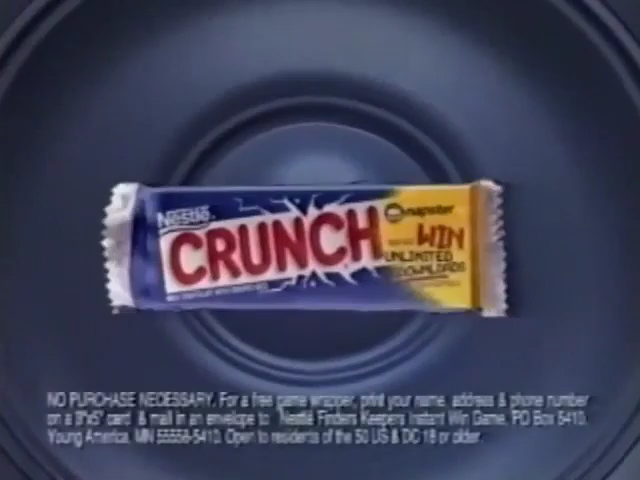 Nestlé
CRUNCH
napster
WIN
UNLIMITED
DOWNLOADS
NO PURCHASE NECESSARY. For a free game wrapper, print your name, address & phone number
on a 3"x5" card & mail in an envelope to: Nestlé Finders Keepers Instant Win Game, PO Box 5410,
Young America, MN 55558-5410. Open to residents of the 50 US & DC 18 or older.